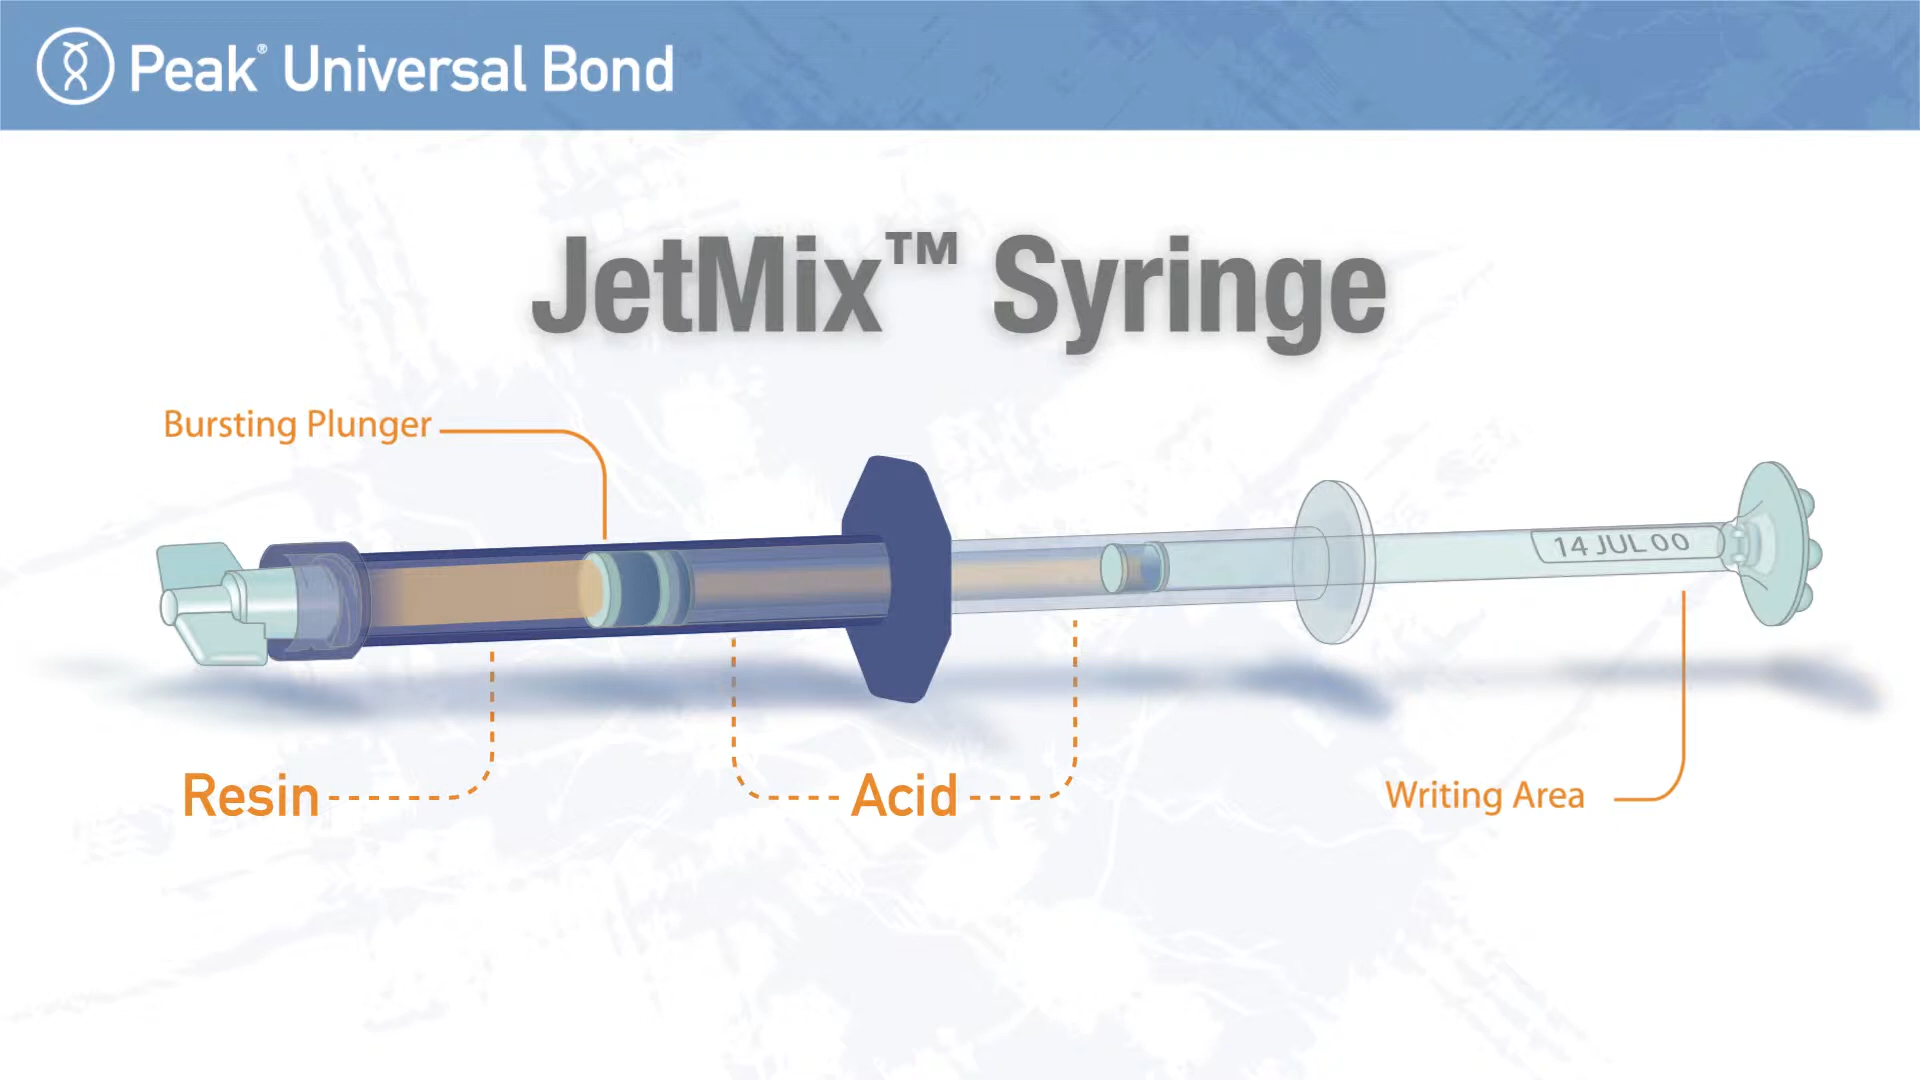 Peak® Universal Bond
JetMix™ Syringe
Bursting Plunger
14 JUL 00
Resin
Acid
Writing Area